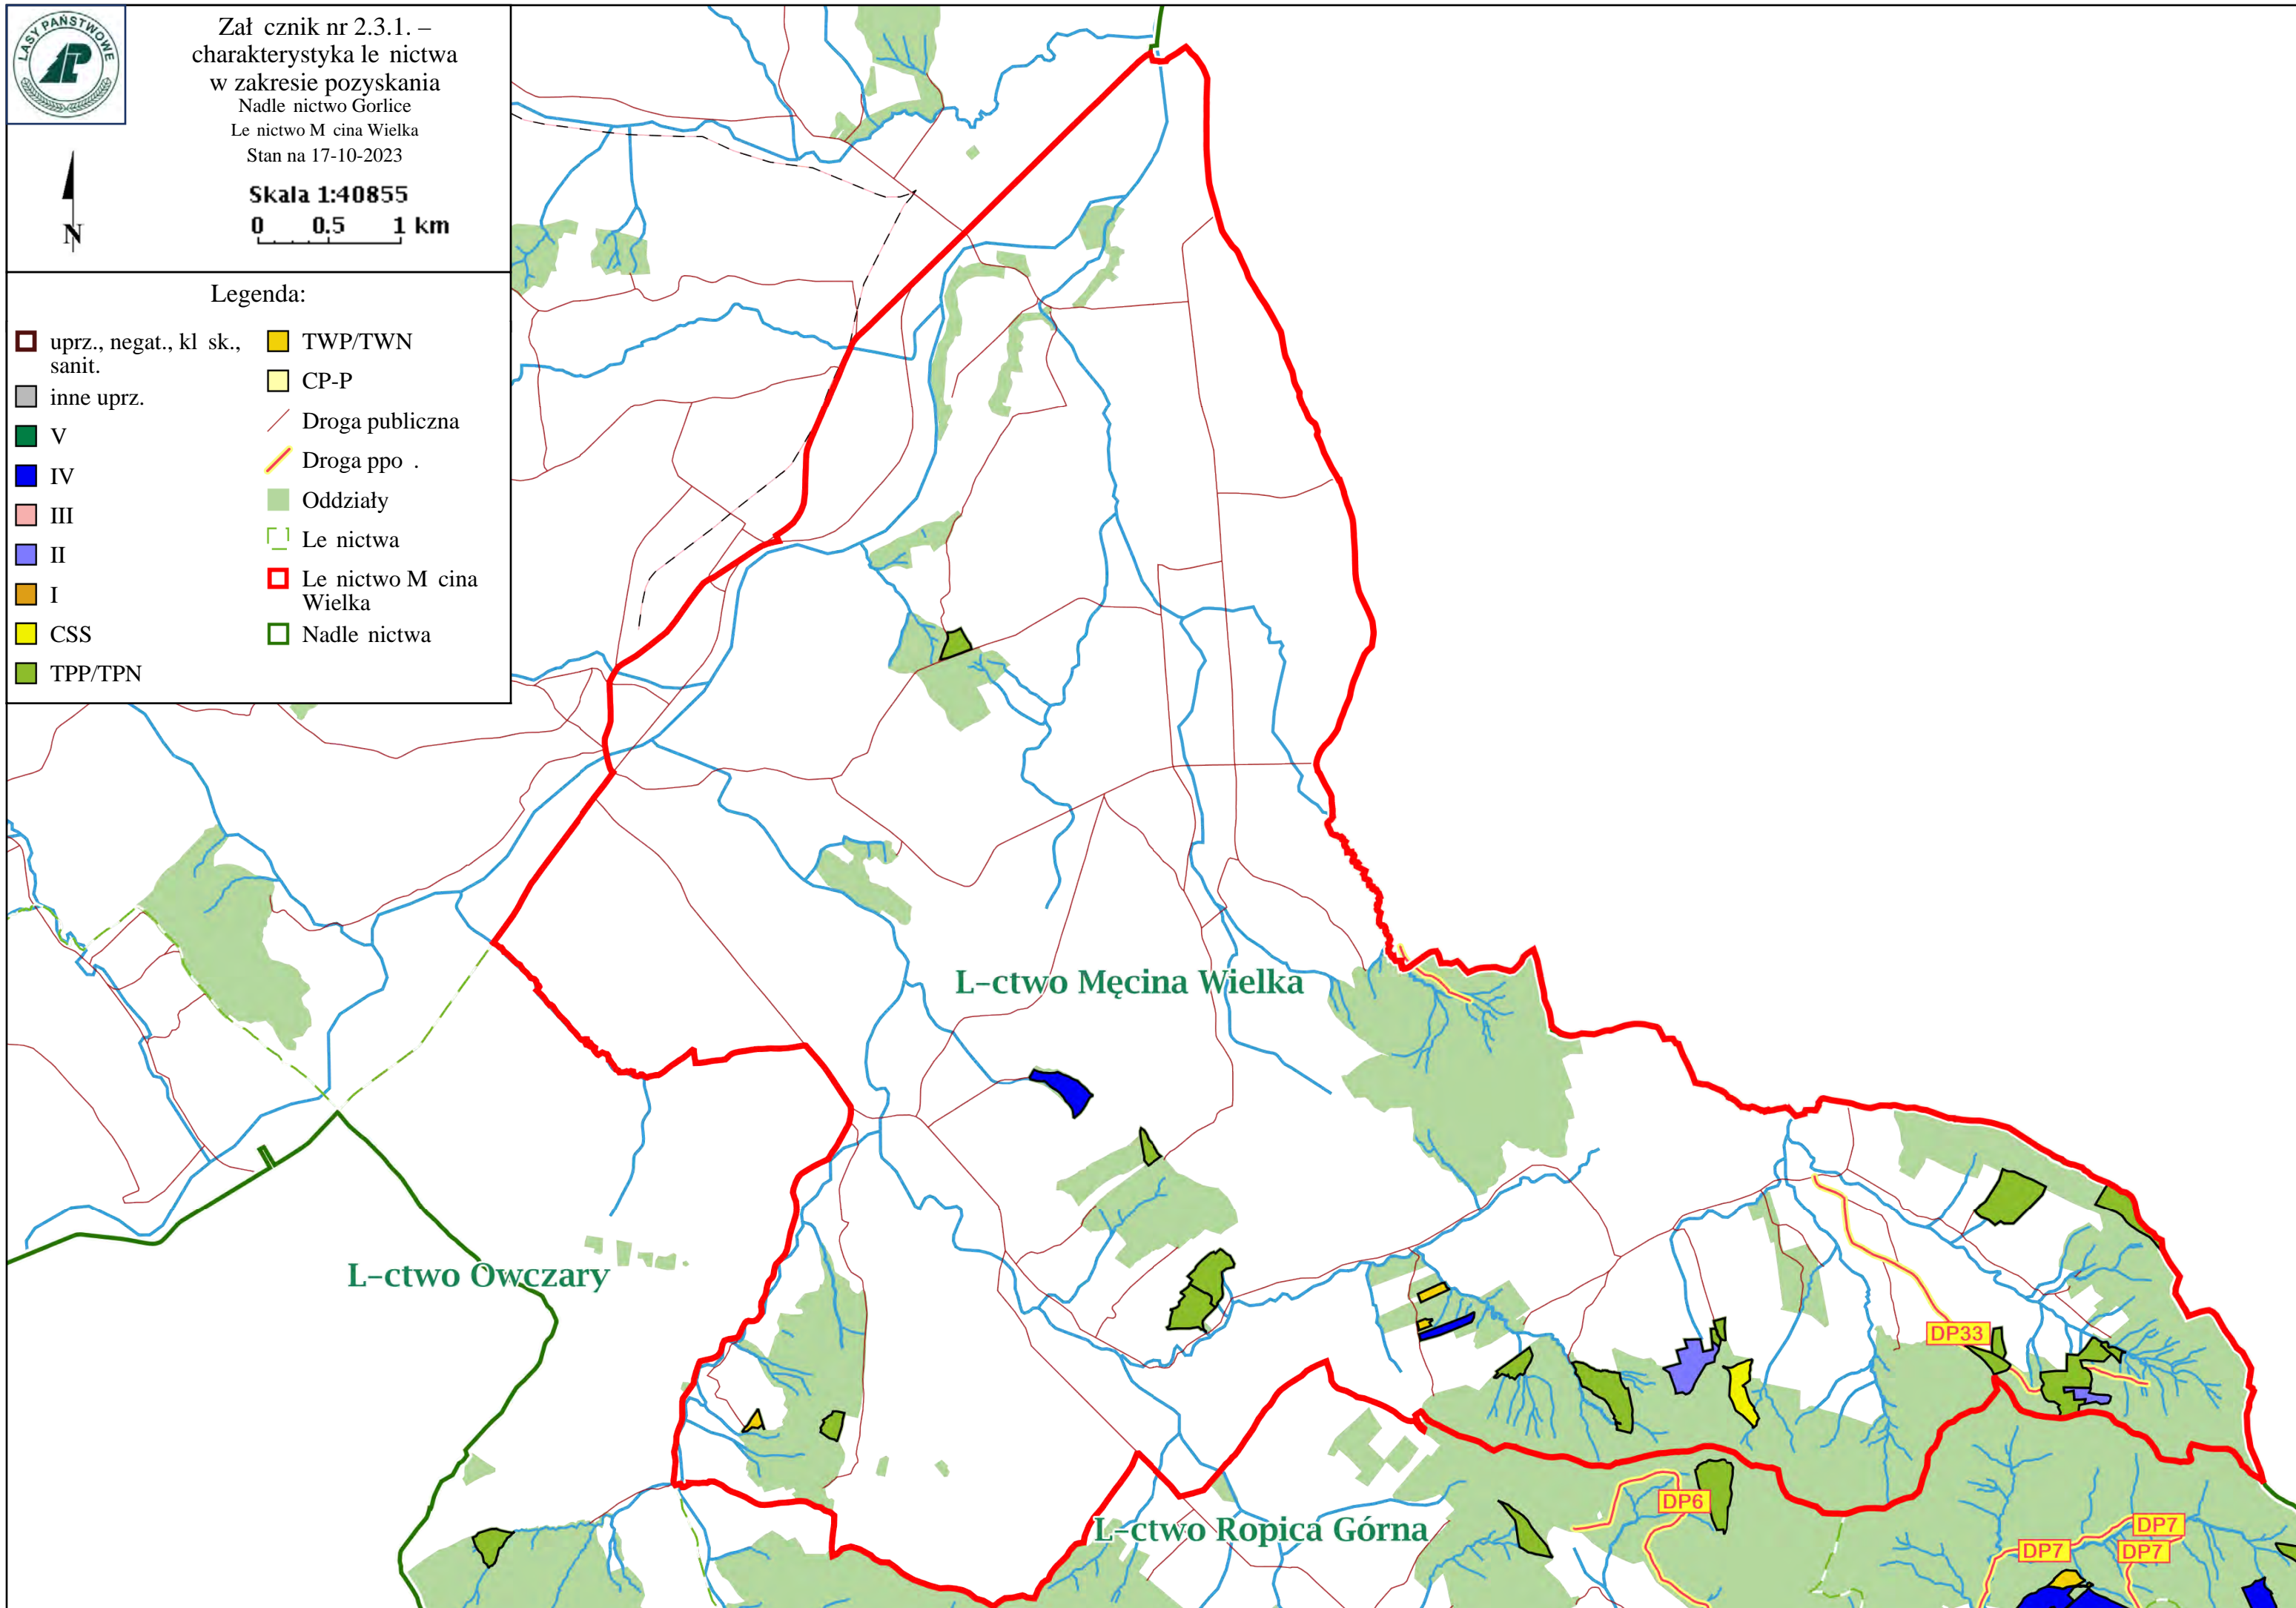 LASY PAŃSTWOWE
LP
Zał cznik nr 2.3.1. –
charakterystyka le nictwa
w zakresie pozyskania
Nadle nictwo Gorlice
Le nictwo M cina Wielka
Stan na 17-10-2023
Skala 1:40855
0 0.5 1 km
N
Legenda:
uprz., negat., kl sk.,
sanit.
inne uprz.
V
IV
III
II
I
CSS
TPP/TPN
TWP/TWN
CP-P
Droga publiczna
Droga ppo .
Oddziały
Le nictwa
Le nictwo M cina
Wielka
Nadle nictwa
L-ctwo Męcina Wielka
L-ctwo Owczary
DP33
DP6
L-ctwo Ropica Górna
DP7
DP7
DP7